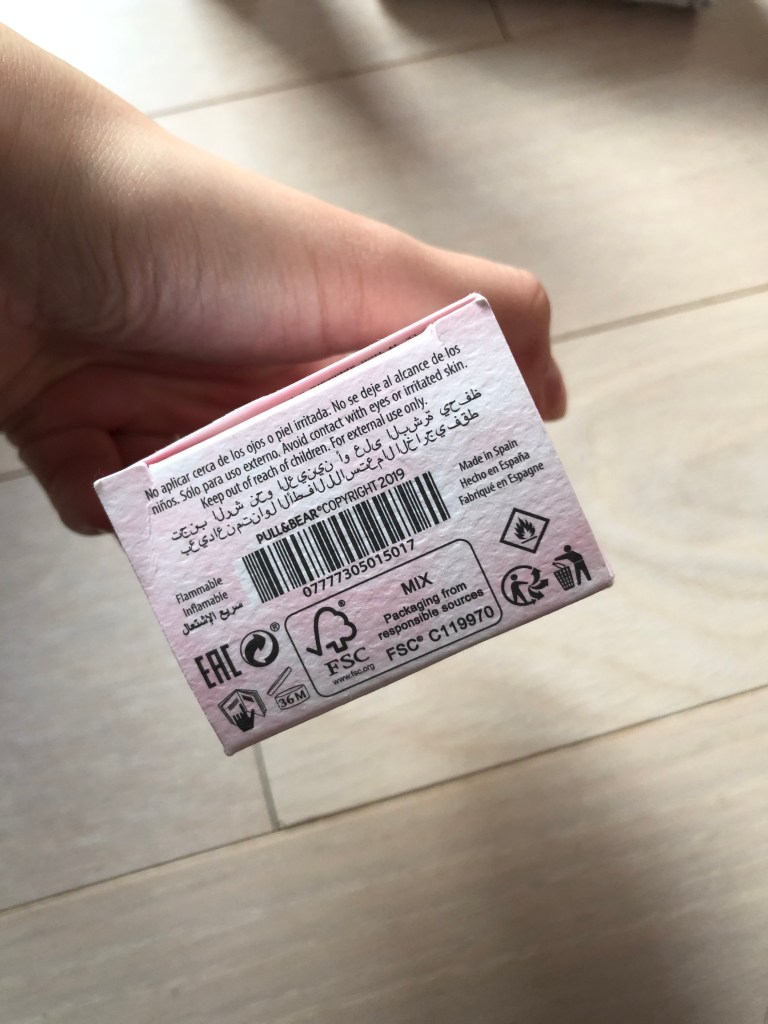 No aplicar cerca de los ojos o piel irritada. No se deje al alcance de los
niños. Sólo para uso externo. Avoid contact with eyes or irritated skin.
Keep out of reach of children. For external use only.
PULL&BEAR®COPYRIGHT 2019
07777305015017
Made in Spain
Hecho en España
Fabriqué en Espagne
Flammable
Inflamable
سريع الإشتعال
EAC
®
36 M
FSC
®
www.fsc.org
MIX
Packaging from
responsible sources
FSC® C119970